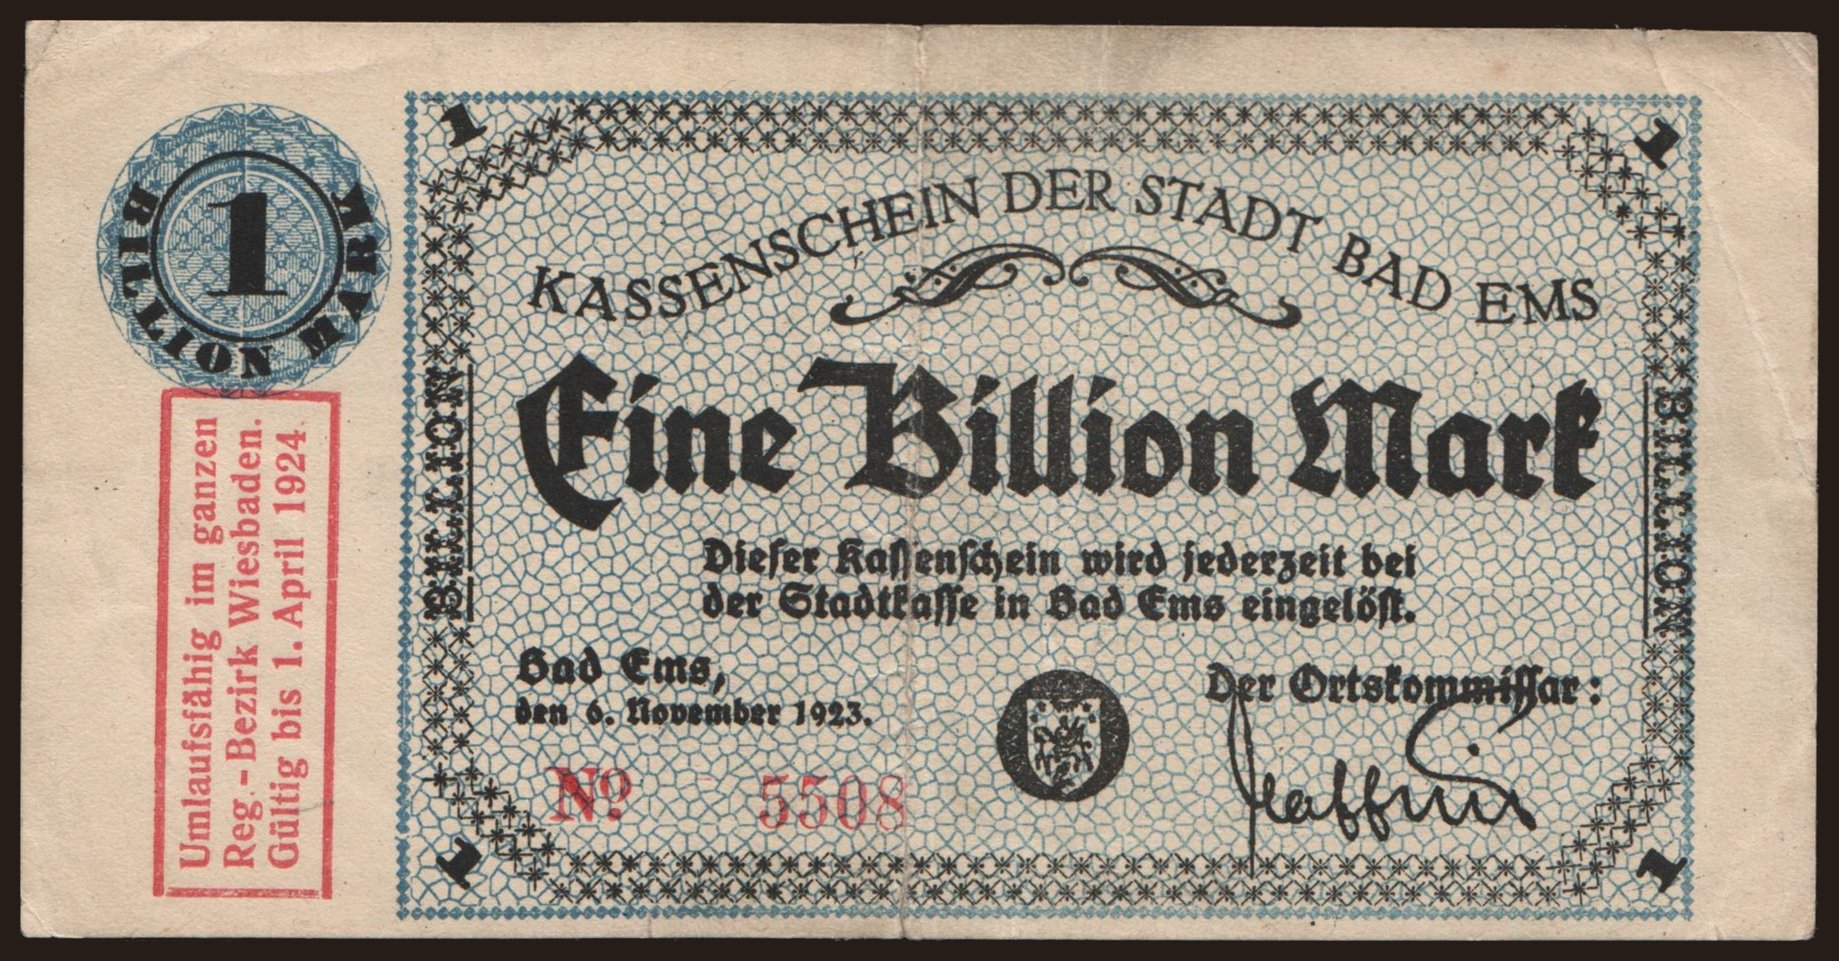 1
BILLION MARK
Umlaufsfähig im ganzen
Reg.-Bezirk Wiesbaden.
Gültig bis 1. April 1924.
1
1
KASSENSCHEIN DER STADT BAD EMS
Eine Billion Mark
BILLION
BILLION
Dieser Kassenschein wird jederzeit bei
der Stadtkasse in Bad Ems eingelöst.
Bad Ems,
den 6. November 1923.
Der Ortskommissar:
No 5508
1
1